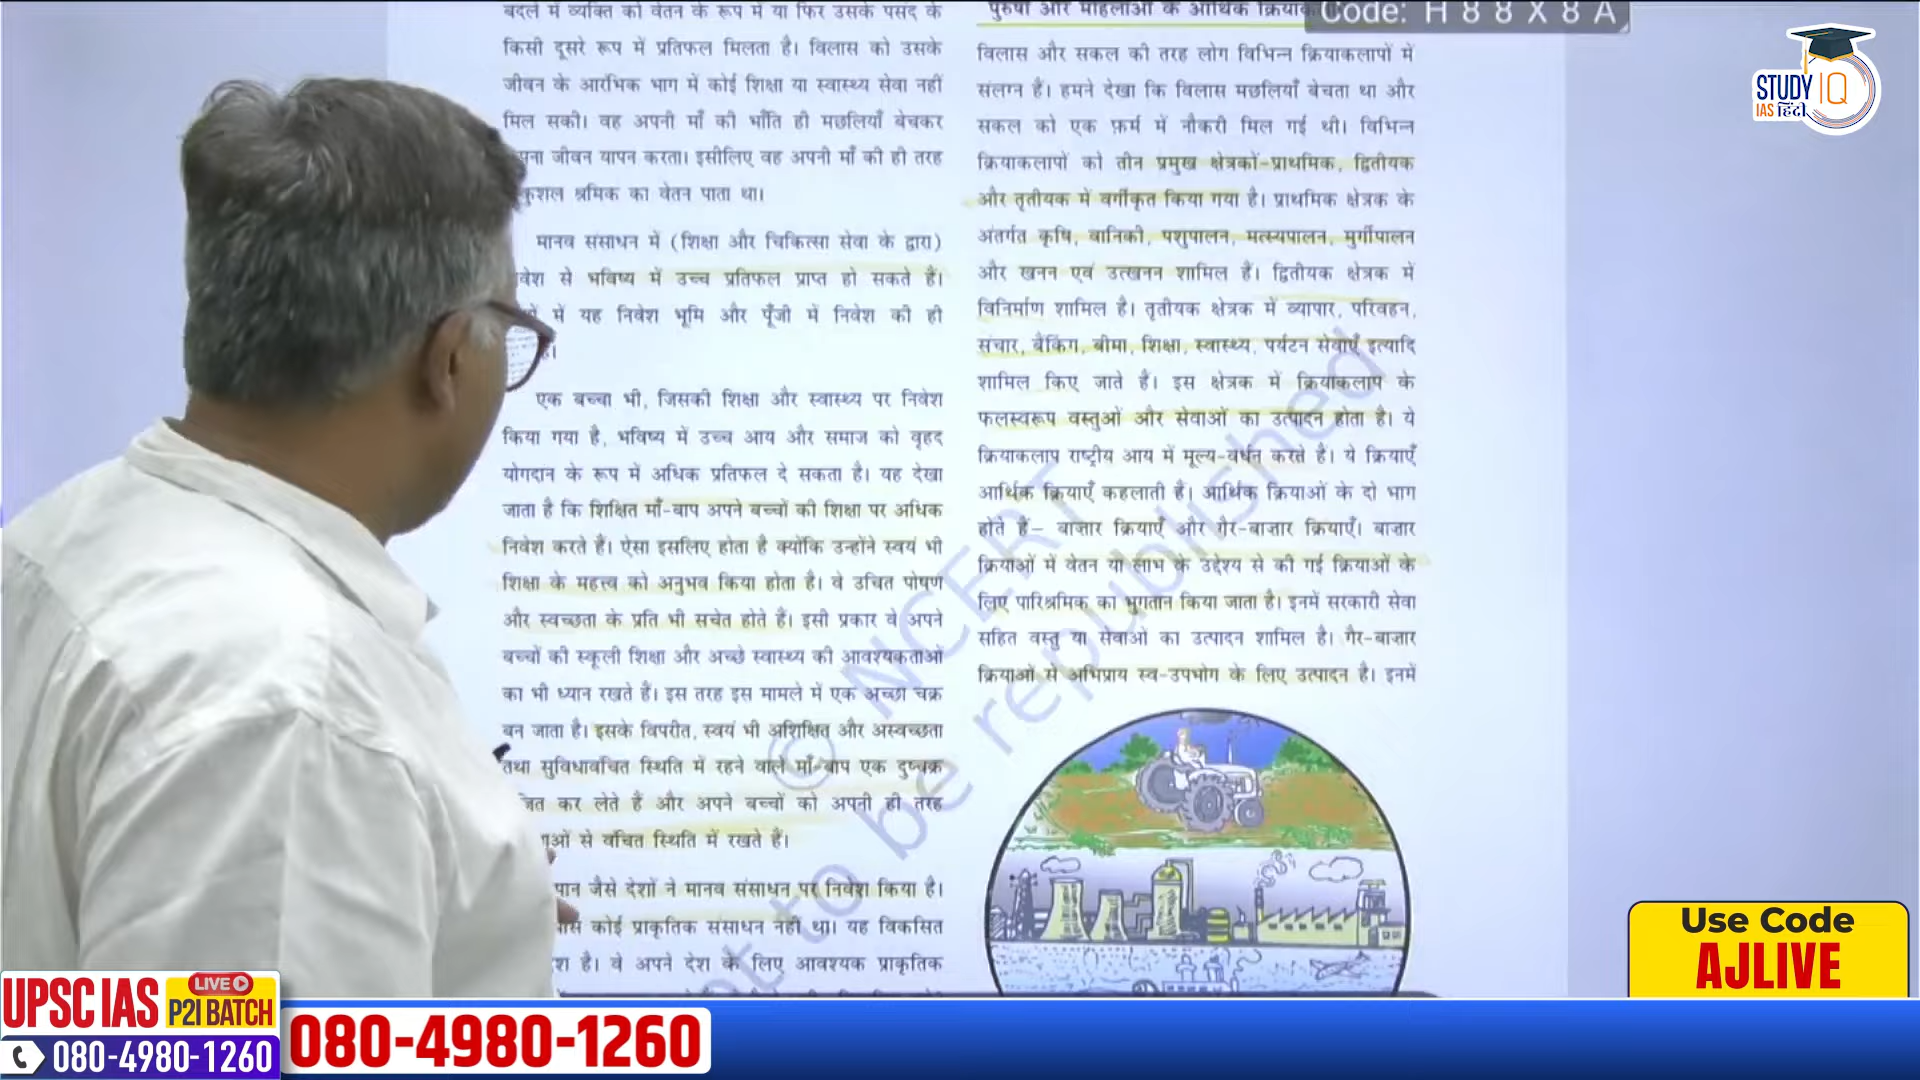 बदले में व्यक्ति को वेतन के रूप में या फिर उसके पसंद के
किसी दूसरे रूप में प्रतिफल मिलता है। विलास को उसके
जीवन के आरंभिक भाग में कोई शिक्षा या स्वास्थ्य सेवा नहीं
मिल सकी। वह अपनी माँ की भाँति ही मछलियाँ बेचकर
जीवन यापन करता। इसीलिए वह अपनी माँ की ही तरह
श्रमिक का वेतन पाता था।
मानव संसाधन में (शिक्षा और चिकित्सा सेवा के द्वारा)
से भविष्य में उच्च प्रतिफल प्राप्त हो सकते हैं।
में यह निवेश भूमि और पूँजी में निवेश की ही
है।
एक बच्चा भी, जिसकी शिक्षा और स्वास्थ्य पर निवेश
किया गया है, भविष्य में उच्च आय और समाज को वृहद
योगदान के रूप में अधिक प्रतिफल दे सकता है। यह देखा
जाता है कि शिक्षित माँ-बाप अपने बच्चों की शिक्षा पर अधिक
निवेश करते हैं। ऐसा इसलिए होता है क्योंकि उन्होंने स्वयं भी
शिक्षा के महत्त्व को अनुभव किया होता है। वे उचित पोषण
और स्वच्छता के प्रति भी सचेत होते हैं। इसी प्रकार वे अपने
बच्चों की स्कूली शिक्षा और अच्छे स्वास्थ्य की आवश्यकताओं
का भी ध्यान रखते हैं। इस तरह इस मामले में एक अच्छा चक्र
बन जाता है। इसके विपरीत, स्वयं भी अशिक्षित और अस्वच्छता
तथा सुविधावंचित स्थिति में रहने वाले माँ-बाप एक दुष्चक्र
कर लेते हैं और अपने बच्चों को अपनी ही तरह
से वंचित स्थिति में रखते हैं।
जैसे देशों ने मानव संसाधन पर निवेश किया है।
कोई प्राकृतिक संसाधन नहीं था। यह विकसित
है। वे अपने देश के लिए आवश्यक प्राकृतिक
पुरुषों और महिलाओं के आर्थिक
Code: H88X8A
विलास और सकल की तरह लोग विभिन्न क्रियाकलापों में
संलग्न हैं। हमने देखा कि विलास मछलियाँ बेचता था और
सकल को एक फ़र्म में नौकरी मिल गई थी। विभिन्न
क्रियाकलापों को तीन प्रमुख क्षेत्रकों-प्राथमिक, द्वितीयक
और तृतीयक में वर्गीकृत किया गया है। प्राथमिक क्षेत्रक के
अंतर्गत कृषि, वानिकी, पशुपालन, मत्स्यपालन, मुर्गीपालन
और खनन एवं उत्खनन शामिल हैं। द्वितीयक क्षेत्रक में
विनिर्माण शामिल है। तृतीयक क्षेत्रक में व्यापार, परिवहन,
संचार, बैंकिंग, बीमा, शिक्षा, स्वास्थ्य, पर्यटन सेवाएँ इत्यादि
शामिल किए जाते हैं। इस क्षेत्रक में क्रियाकलाप के
फलस्वरूप वस्तुओं और सेवाओं का उत्पादन होता है। ये
क्रियाकलाप राष्ट्रीय आय में मूल्य-वर्धन करते हैं। ये क्रियाएँ
आर्थिक क्रियाएँ कहलाती हैं। आर्थिक क्रियाओं के दो भाग
होते हैं– बाज़ार क्रियाएँ और गैर-बाज़ार क्रियाएँ। बाज़ार
क्रियाओं में वेतन या लाभ के उद्देश्य से की गई क्रियाओं के
लिए पारिश्रमिक का भुगतान किया जाता है। इनमें सरकारी सेवा
सहित वस्तु या सेवाओं का उत्पादन शामिल है। गैर-बाज़ार
क्रियाओं से अभिप्राय स्व-उपभोग के लिए उत्पादन है। इनमें
© NCERT
not to be republished
STUDY IQ
IAS हिंदी
Use Code
AJLIVE
UPSC IAS LIVE
P2I BATCH
080-4980-1260
080-4980-1260